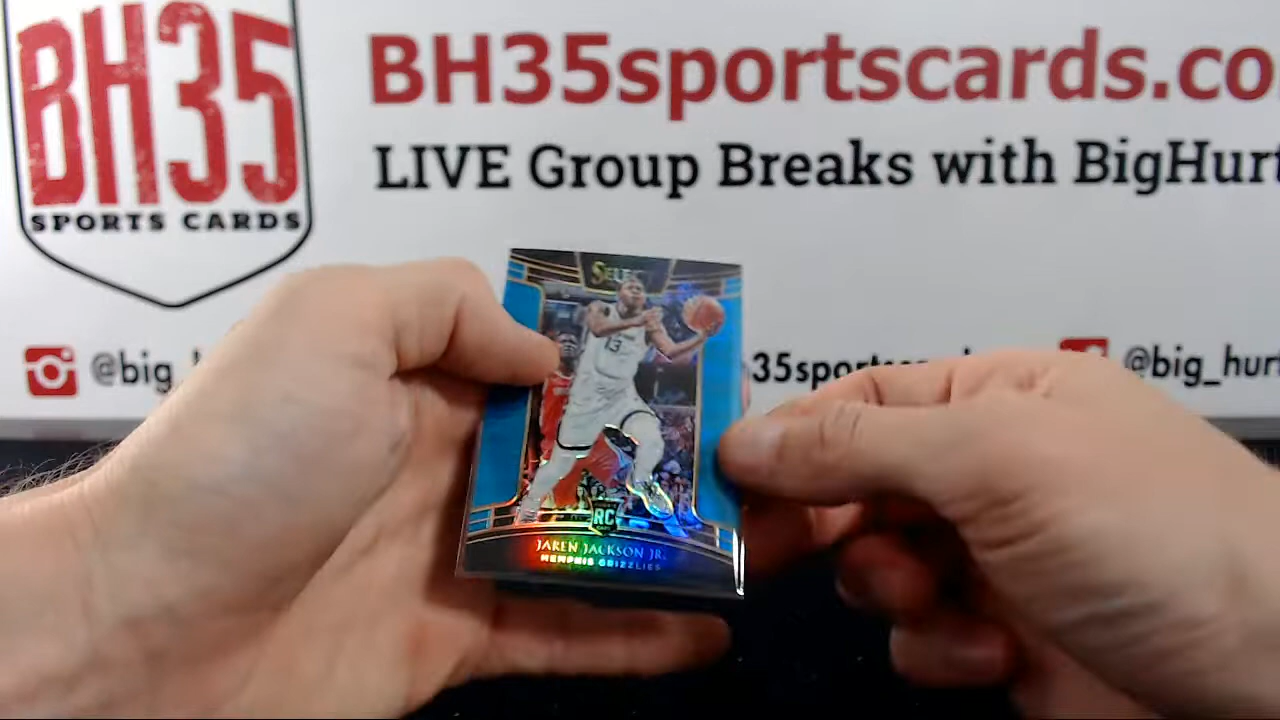 BH35
SPORTS CARDS
BH35sportscards.co
LIVE Group Breaks with BigHurt
@big_
35sportsca
@big_hurt
SELECT
13
RC
JAREN JACKSON JR.
MEMPHIS GRIZZLIES